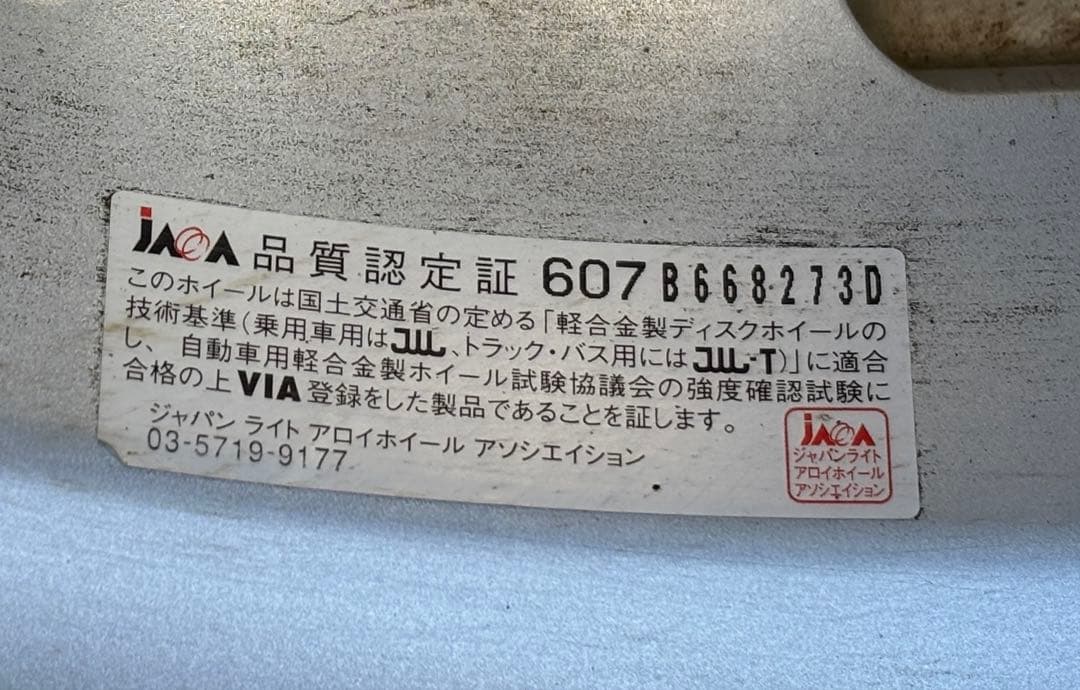 JAWA 品質認定証 607 B668273D
このホイールは国土交通省の定める「軽合金製ディスクホイールの
技術基準(乗用車用はJWL、トラック・バス用にはJWL-T)」に適合
し、自動車用軽合金製ホイール試験協議会の強度確認試験に
合格の上VIA登録をした製品であることを証します。
ジャパン ライト アロイホイール アソシエイション
03-5719-9177
JAWA
ジャパンライト
アロイホイール
アソシエイション